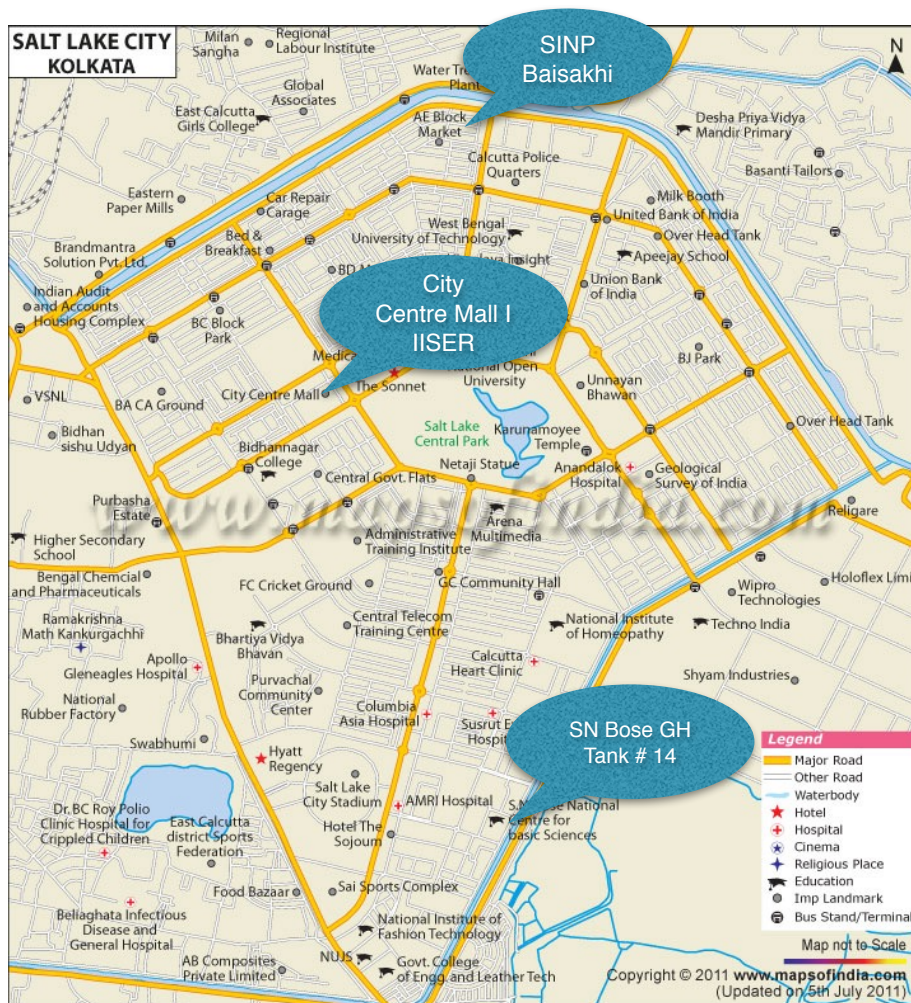 SALT LAKE CITY
KOLKATA
Milan
Sangha
Regional
Labour Institute
SINP
Baisakhi
N
Global
Associates
Water
Plant
East Calcutta
Girls College
AE Block
Market
Desha Priya Vidya
Mandir Primary
Calcutta Police
Quarters
Basanti Tailors
Eastern
Paper Mills
Car Repair
Carage
Milk Booth
United Bank of India
West Bengal
University of Technology
Over Head Tank
Brandmantra
Solution Pvt. Ltd.
Bed &
Breakfast
Apeejay School
BD
Insight
City
Centre Mall I
IISER
Union Bank
of India
Indian Audit
and Accounts
Housing Complex
BC Block
Park
BJ Park
The Sonnet
Open
University
VSNL
BA CA Ground
City Centre Mall
Unnayan
Bhawan
Bidhan
sishu Udyan
Salt Lake
Central Park
Karunamoyee
Temple
Over Head Tank
Bidhannagar
College
Central Govt. Flats
Netaji Statue
Anandalok
Hospital
Geological
Survey of India
www.mapsofindia.com
Purbasha
Estate
Arena
Multimedia
Religare
Higher Secondary
School
Administrative
Training Institute
Bengal Chemcial
and Pharmaceuticals
FC Cricket Ground
GC Community Hall
Wipro
Technologies
Holoflex Limi
Ramakrishna
Math Kankurgachhi
Bhartiya Vidya
Bhavan
Central Telecom
Training Centre
National Institute
of Homeopathy
Techno India
Apollo
Gleneagles Hospital
Calcutta
Heart Clinic
Shyam Industries
National
Rubber Factory
Purvachal
Community
Center
Columbia
Asia Hospital
Susrut
Hospit
SN Bose GH
Tank # 14
Swabhumi
Hyatt
Regency
Legend
Major Road
Other Road
Waterbody
Hotel
Hospital
Cinema
Religious Place
Education
Imp Landmark
Bus Stand/Terminal
Salt Lake
City Stadium
AMRI Hospital
Dr. BC Roy Polio
Clinic Hospital for
Crippled Children
East Calcutta
district Sports
Federation
Hotel The
Sojourn
National
Centre for
basic Sciences
Food Bazaar
Sai Sports Complex
Beliaghata Infectious
Disease and
General Hospital
National Institute of
Fashion Technology
NUJS
Govt. College
of Engg. and Leather Tech
AB Composites
Private Limited
Map not to Scale
Copyright © 2011 www.mapsofindia.com
(Updated on 5th July 2011)